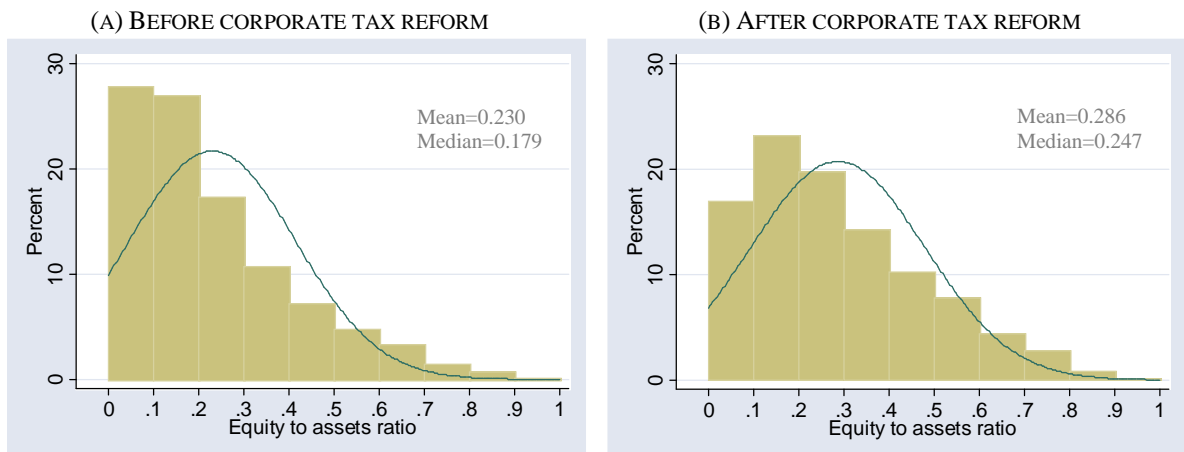 (A) BEFORE CORPORATE TAX REFORM
30
20
10
0
Percent
Mean=0.230
Median=0.179
0 .1 .2 .3 .4 .5 .6 .7 .8 .9 1
Equity to assets ratio
(B) AFTER CORPORATE TAX REFORM
30
20
10
0
Percent
Mean=0.286
Median=0.247
0 .1 .2 .3 .4 .5 .6 .7 .8 .9 1
Equity to assets ratio